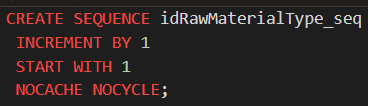 CREATE SEQUENCE idRawMaterialType_seq
INCREMENT BY 1
START WITH 1
NOCACHE NOCYCLE;